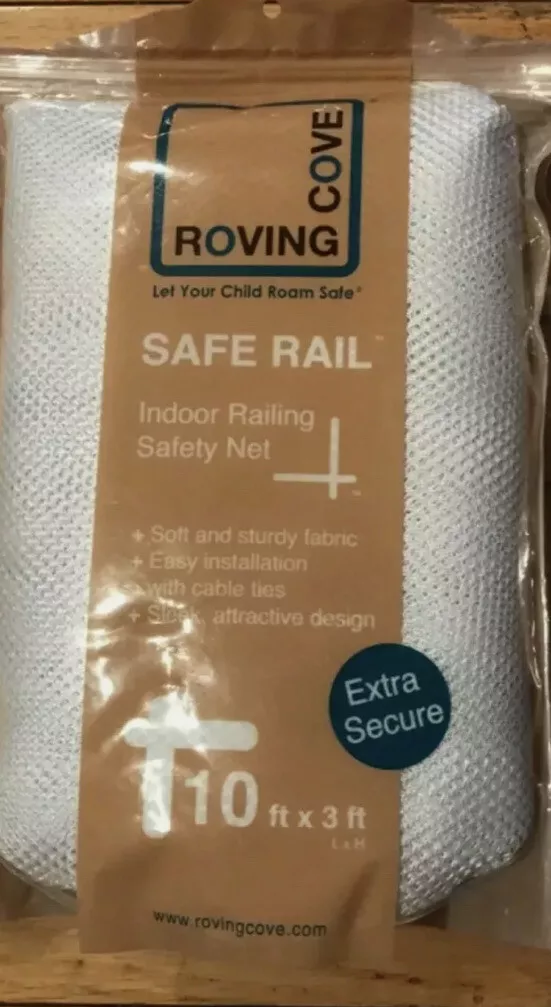 ROVING COVE
Let Your Child Roam Safe®
SAFE RAIL™
Indoor Railing
Safety Net
™
+ Soft and sturdy fabric
+ Easy installation
with cable ties
+ Sleek, attractive design
Extra
Secure
10 ft x 3 ft
L x H
www.rovingcove.com